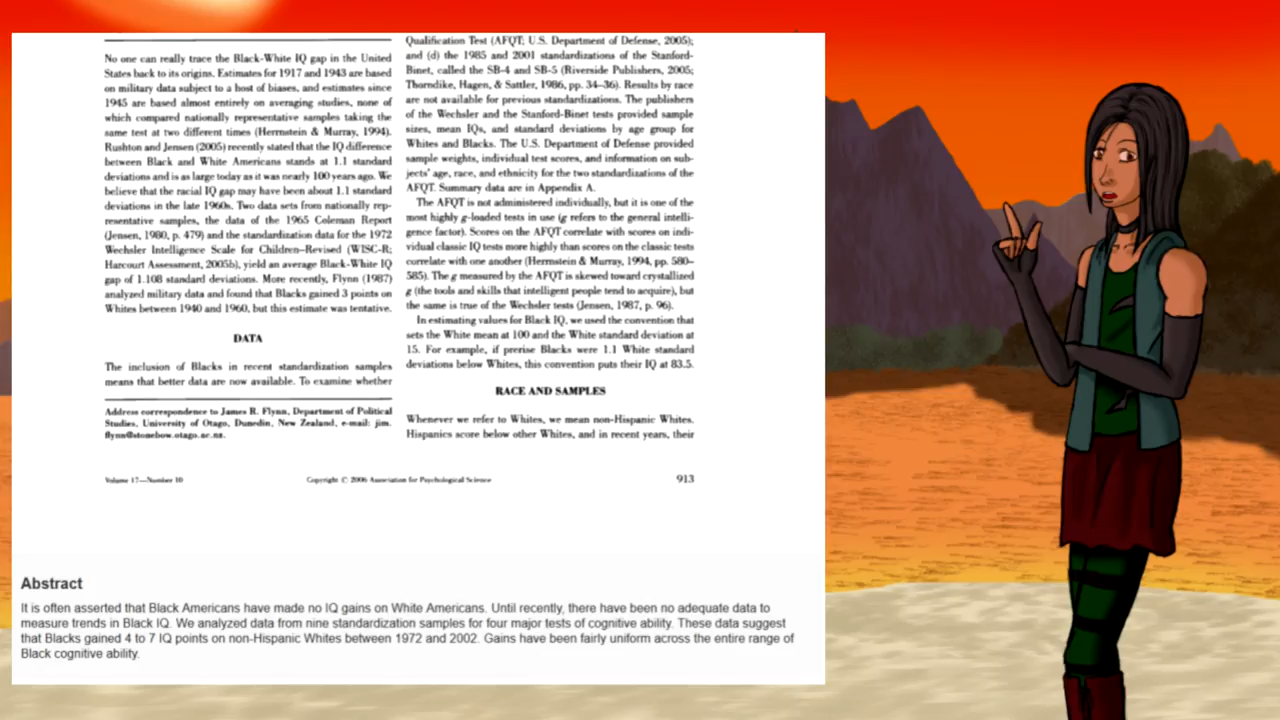 No one can really trace the Black-White IQ gap in the United
States back to its origins. Estimates for 1917 and 1943 are based
on military data subject to a host of biases, and estimates since
1945 are based almost entirely on averaging studies, none of
which compared nationally representative samples taking the
same test at two different times (Herrnstein & Murray, 1994).
Rushton and Jensen (2005) recently stated that the IQ difference
between Black and White Americans stands at 1.1 standard
deviations and is as large today as it was nearly 100 years ago. We
believe that the racial IQ gap may have been about 1.1 standard
deviations in the late 1960s. Two data sets from nationally rep-
resentative samples, the data of the 1965 Coleman Report
(Jensen, 1980, p. 479) and the standardization data for the 1972
Wechsler Intelligence Scale for Children–Revised (WISC-R;
Harcourt Assessment, 2005b), yield an average Black-White IQ
gap of 1.108 standard deviations. More recently, Flynn (1987)
analyzed military data and found that Blacks gained 3 points on
Whites between 1940 and 1960, but this estimate was tentative.
DATA
The inclusion of Blacks in recent standardization samples
means that better data are now available. To examine whether
Address correspondence to James R. Flynn, Department of Political
Studies, University of Otago, Dunedin, New Zealand, e-mail: jim.
flynn@stonebow.otago.ac.nz.
Qualification Test (AFQT; U.S. Department of Defense, 2005);
and (d) the 1985 and 2001 standardizations of the Stanford-
Binet, called the SB-4 and SB-5 (Riverside Publishers, 2005;
Thorndike, Hagen, & Sattler, 1986, pp. 34–36). Results by race
are not available for previous standardizations. The publishers
of the Wechsler and the Stanford-Binet tests provided sample
sizes, mean IQs, and standard deviations by age group for
Whites and Blacks. The U.S. Department of Defense provided
sample weights, individual test scores, and information on sub-
jects' age, race, and ethnicity for the two standardizations of the
AFQT. Summary data are in Appendix A.
The AFQT is not administered individually, but it is one of the
most highly g-loaded tests in use (g refers to the general intelli-
gence factor). Scores on the AFQT correlate with scores on indi-
vidual classic IQ tests more highly than scores on the classic tests
correlate with one another (Herrnstein & Murray, 1994, pp. 580–
585). The g measured by the AFQT is skewed toward crystallized
g (the tools and skills that intelligent people tend to acquire), but
the same is true of the Wechsler tests (Jensen, 1987, p. 96).
In estimating values for Black IQ, we used the convention that
sets the White mean at 100 and the White standard deviation at
15. For example, if precise Blacks were 1.1 White standard
deviations below Whites, this convention puts their IQ at 83.5.
RACE AND SAMPLES
Whenever we refer to Whites, we mean non-Hispanic Whites.
Hispanics score below other Whites, and in recent years, their
Volume 17—Number 10
Copyright © 2006 Association for Psychological Science
913
Abstract
It is often asserted that Black Americans have made no IQ gains on White Americans. Until recently, there have been no adequate data to
measure trends in Black IQ. We analyzed data from nine standardization samples for four major tests of cognitive ability. These data suggest
that Blacks gained 4 to 7 IQ points on non-Hispanic Whites between 1972 and 2002. Gains have been fairly uniform across the entire range of
Black cognitive ability.